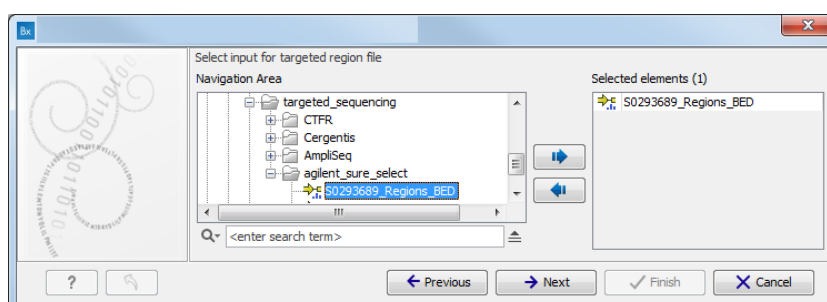 Bx
Select input for targeted region file
Navigation Area
targeted_sequencing
CTFR
Cergentis
AmpliSeq
agilent_sure_select
S0293689_Regions_BED
<enter search term>
Selected elements (1)
S0293689_Regions_BED
?
Previous
Next
Finish
Cancel